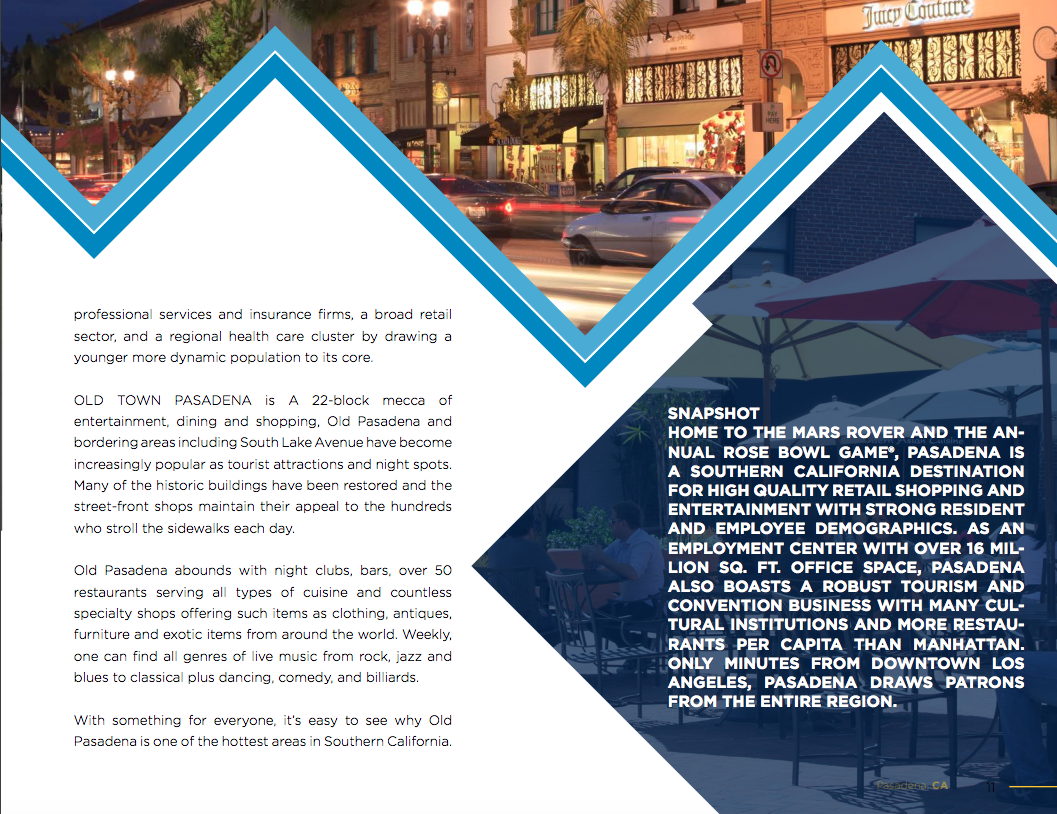 Juicy Couture
PAY
HERE
professional services and insurance firms, a broad retail
sector, and a regional health care cluster by drawing a
younger more dynamic population to its core.
OLD TOWN PASADENA is A 22-block mecca of
entertainment, dining and shopping, Old Pasadena and
bordering areas including South Lake Avenue have become
increasingly popular as tourist attractions and night spots.
Many of the historic buildings have been restored and the
street-front shops maintain their appeal to the hundreds
who stroll the sidewalks each day.
Old Pasadena abounds with night clubs, bars, over 50
restaurants serving all types of cuisine and countless
specialty shops offering such items as clothing, antiques,
furniture and exotic items from around the world. Weekly,
one can find all genres of live music from rock, jazz and
blues to classical plus dancing, comedy, and billiards.
With something for everyone, it's easy to see why Old
Pasadena is one of the hottest areas in Southern California.
SNAPSHOT
HOME TO THE MARS ROVER AND THE AN-
NUAL ROSE BOWL GAME®, PASADENA IS
A SOUTHERN CALIFORNIA DESTINATION
FOR HIGH QUALITY RETAIL SHOPPING AND
ENTERTAINMENT WITH STRONG RESIDENT
AND EMPLOYEE DEMOGRAPHICS. AS AN
EMPLOYMENT CENTER WITH OVER 16 MIL-
LION SQ. FT. OFFICE SPACE, PASADENA
ALSO BOASTS A ROBUST TOURISM AND
CONVENTION BUSINESS WITH MANY CUL-
TURAL INSTITUTIONS AND MORE RESTAU-
RANTS PER CAPITA THAN MANHATTAN.
ONLY MINUTES FROM DOWNTOWN LOS
ANGELES, PASADENA DRAWS PATRONS
FROM THE ENTIRE REGION.
Pasadena, CA 11